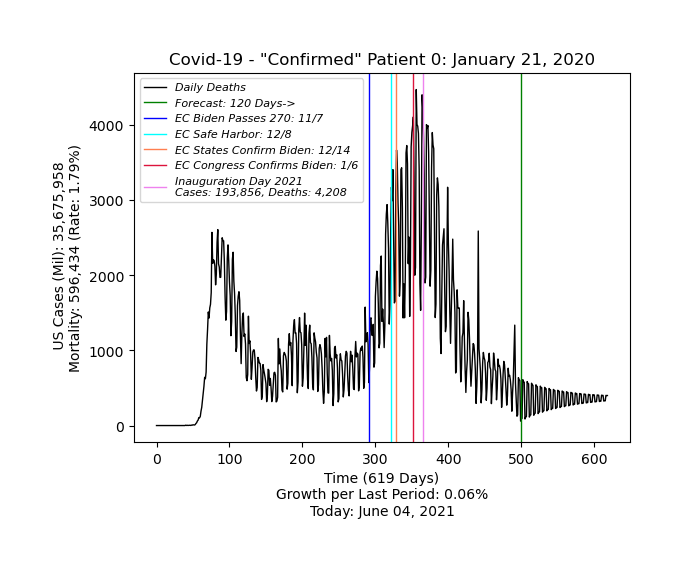 Covid-19 - "Confirmed" Patient 0: January 21, 2020
Daily Deaths
Forecast: 120 Days->
EC Biden Passes 270: 11/7
EC Safe Harbor: 12/8
EC States Confirm Biden: 12/14
EC Congress Confirms Biden: 1/6
Inauguration Day 2021
Cases: 193,856, Deaths: 4,208
US Cases (Mil): 35,675,958
Mortality: 596,434 (Rate: 1.79%)
4000
3000
2000
1000
0
0 100 200 300 400 500 600
Time (619 Days)
Growth per Last Period: 0.06%
Today: June 04, 2021